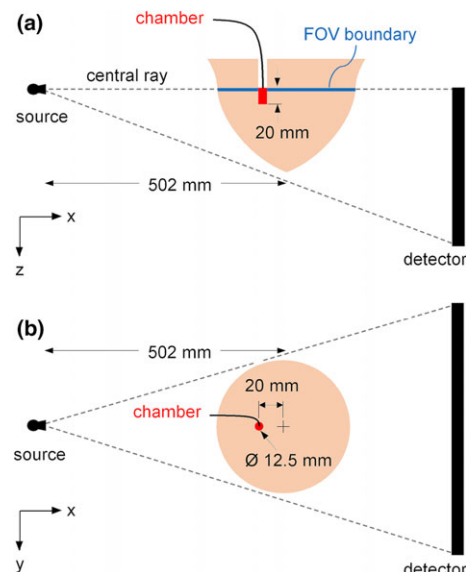 (a)
chamber
FOV boundary
central ray
source
20 mm
502 mm
x
z
detector
(b)
502 mm
20 mm
chamber
source
Ø 12.5 mm
x
y
detector